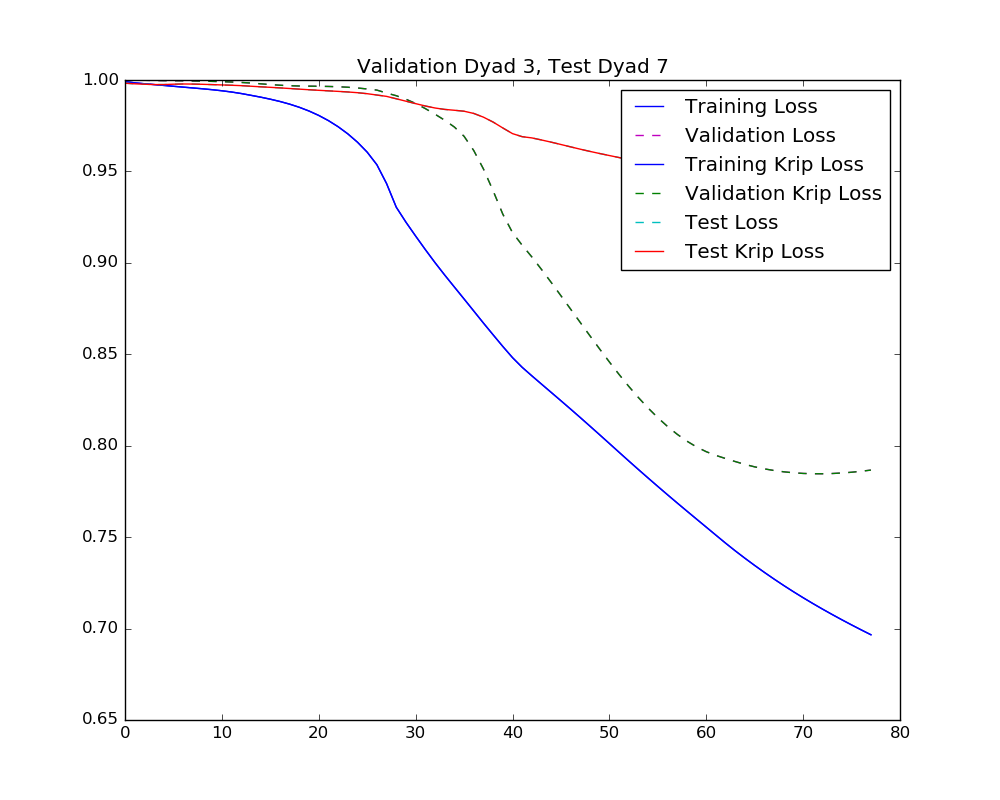 Validation Dyad 3, Test Dyad 7
1.00
0.95
0.90
0.85
0.80
0.75
0.70
0.65
0 10 20 30 40 50 60 70 80
Training Loss
Validation Loss
Training Krip Loss
Validation Krip Loss
Test Loss
Test Krip Loss